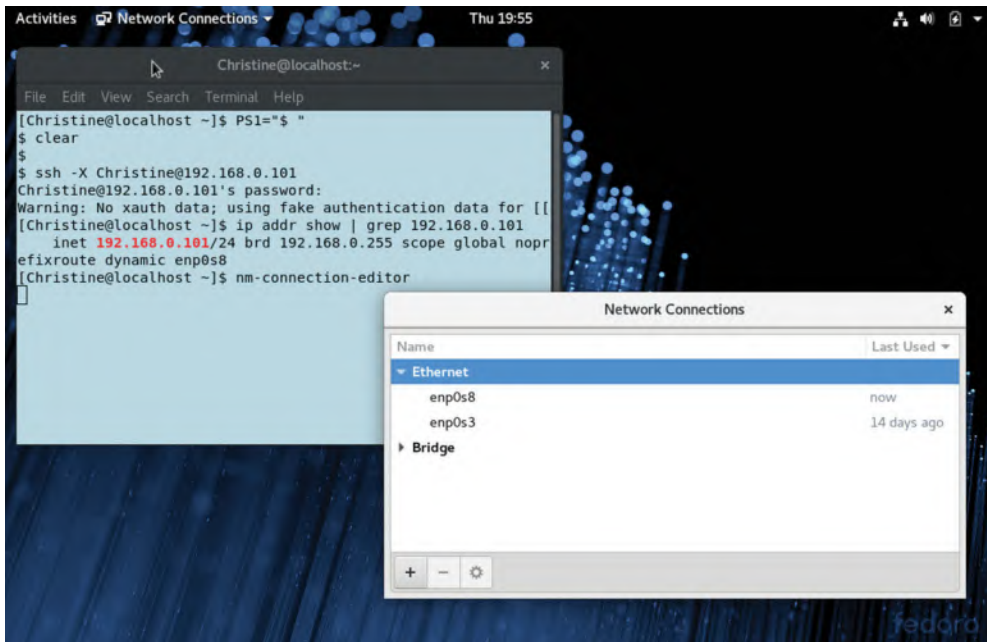 Activities Network Connections Thu 19:55
Christine@localhost:~ ×
File Edit View Search Terminal Help
[Christine@localhost ~]$ PS1="$ "
$ clear
$
$ ssh -X Christine@192.168.0.101
Christine@192.168.0.101's password:
Warning: No xauth data; using fake authentication data for [[
[Christine@localhost ~]$ ip addr show | grep 192.168.0.101
    inet 192.168.0.101/24 brd 192.168.0.255 scope global nopr
efixroute dynamic enp0s8
[Christine@localhost ~]$ nm-connection-editor
Network Connections ×
Name Last Used
Ethernet
enp0s8 now
enp0s3 14 days ago
Bridge
+ −
fedora